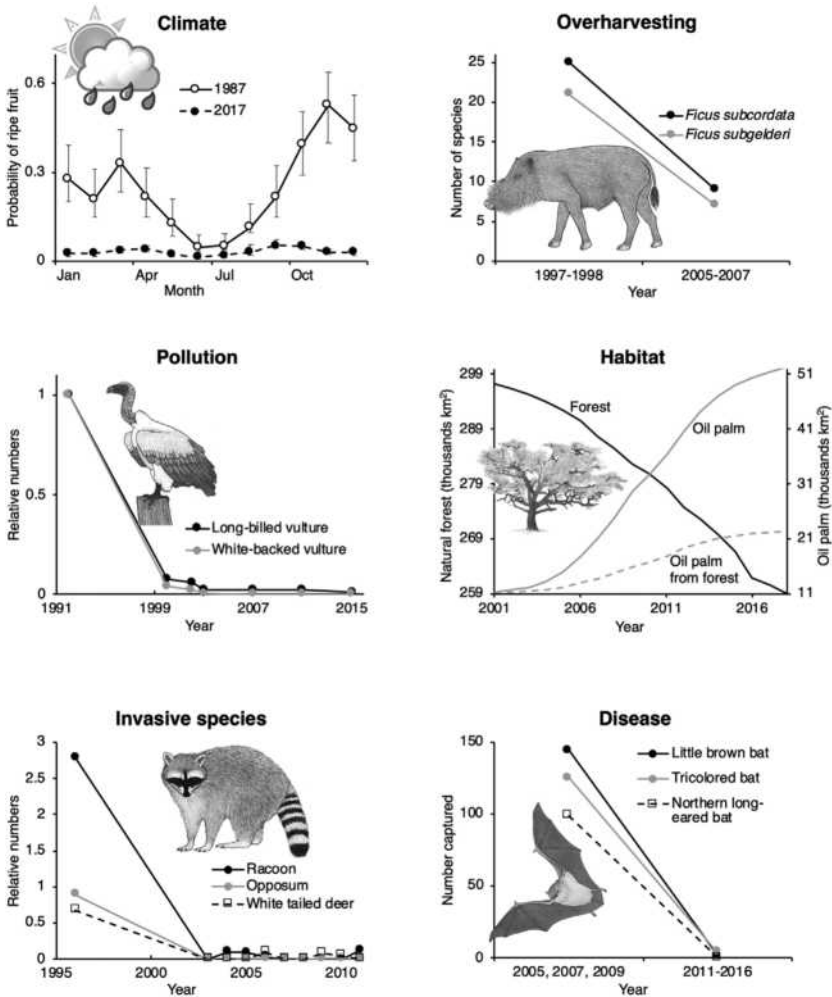 Climate
Probability of ripe fruit
0.6
0.3
0
1987
2017
Jan
Apr
Jul
Oct
Month
Overharvesting
Number of species
25
20
15
10
5
0
Ficus subcordata
Ficus subgelderi
1997-1998
2005-2007
Year
Pollution
Relative numbers
1
0.5
0
Long-billed vulture
White-backed vulture
1991
1999
2007
2015
Year
Habitat
Natural forest (thousands km²)
299
289
279
269
259
Forest
Oil palm
Oil palm
from forest
51
41
31
21
11
Oil palm (thousands km²)
2001
2006
2011
2016
Year
Invasive species
Relative numbers
3
2.5
2
1.5
1
0.5
0
Racoon
Opposum
White tailed deer
1995
2000
2005
2010
Year
Disease
Number captured
150
100
50
0
Little brown bat
Tricolored bat
Northern long-
eared bat
2005, 2007, 2009
2011-2016
Year